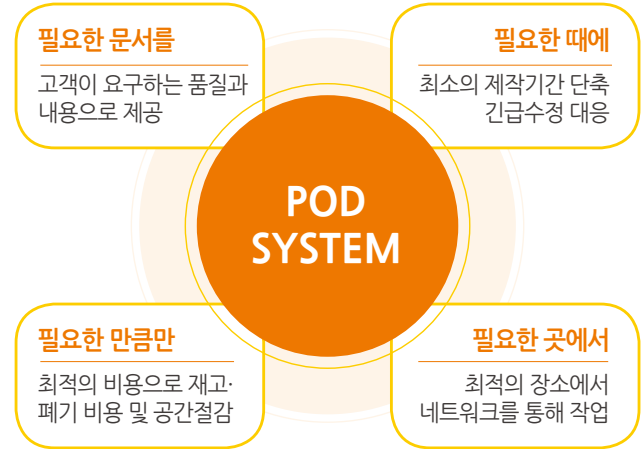 필요한 문서를
고객이 요구하는 품질과
내용으로 제공
필요한 때에
최소의 제작기간 단축
긴급수정 대응
POD
SYSTEM
필요한 만큼만
최적의 비용으로 재고·
폐기 비용 및 공간절감
필요한 곳에서
최적의 장소에서
네트워크를 통해 작업